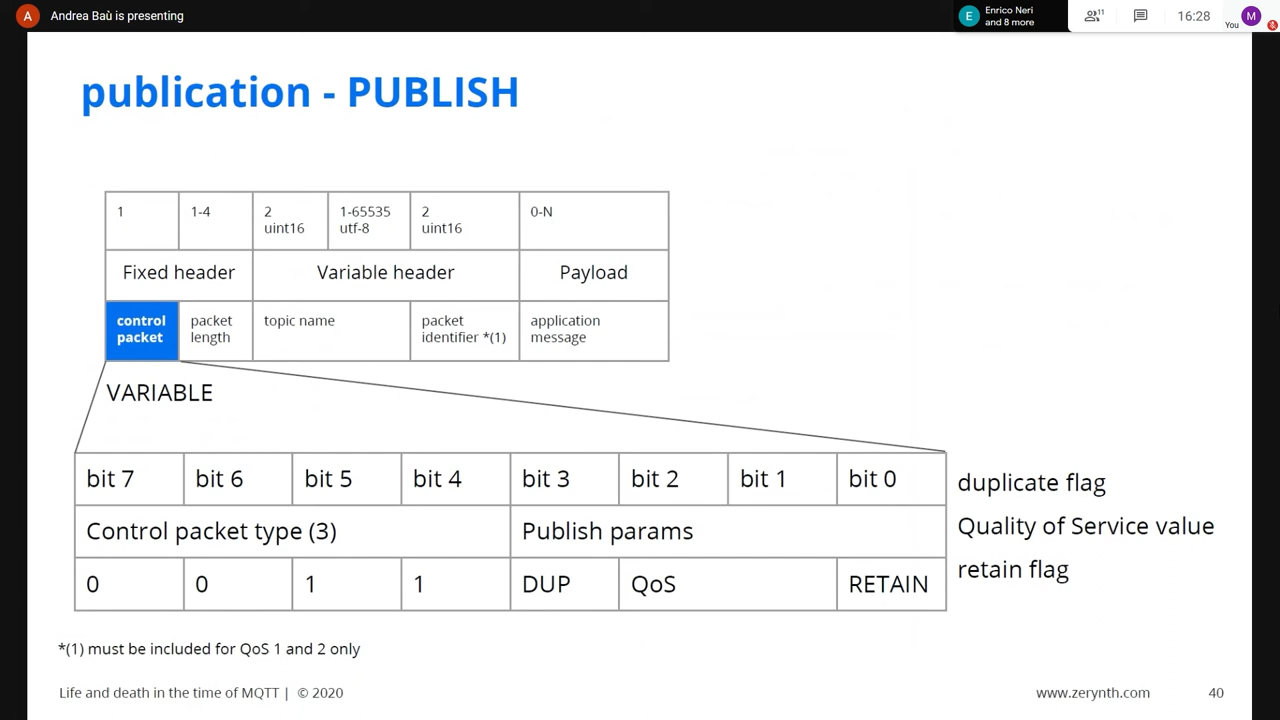 A Andrea Baù is presenting
E Enrico Neri
and 8 more
11
16:28
You M
publication - PUBLISH
1 1-4 2 1-65535 2 0-N
uint16 utf-8 uint16
Fixed header Variable header Payload
control packet topic name packet application
packet length identifier *(1) message
VARIABLE
bit 7 bit 6 bit 5 bit 4 bit 3 bit 2 bit 1 bit 0 duplicate flag
Control packet type (3) Publish params Quality of Service value
0 0 1 1 DUP QoS RETAIN retain flag
*(1) must be included for QoS 1 and 2 only
Life and death in the time of MQTT | © 2020 www.zerynth.com 40